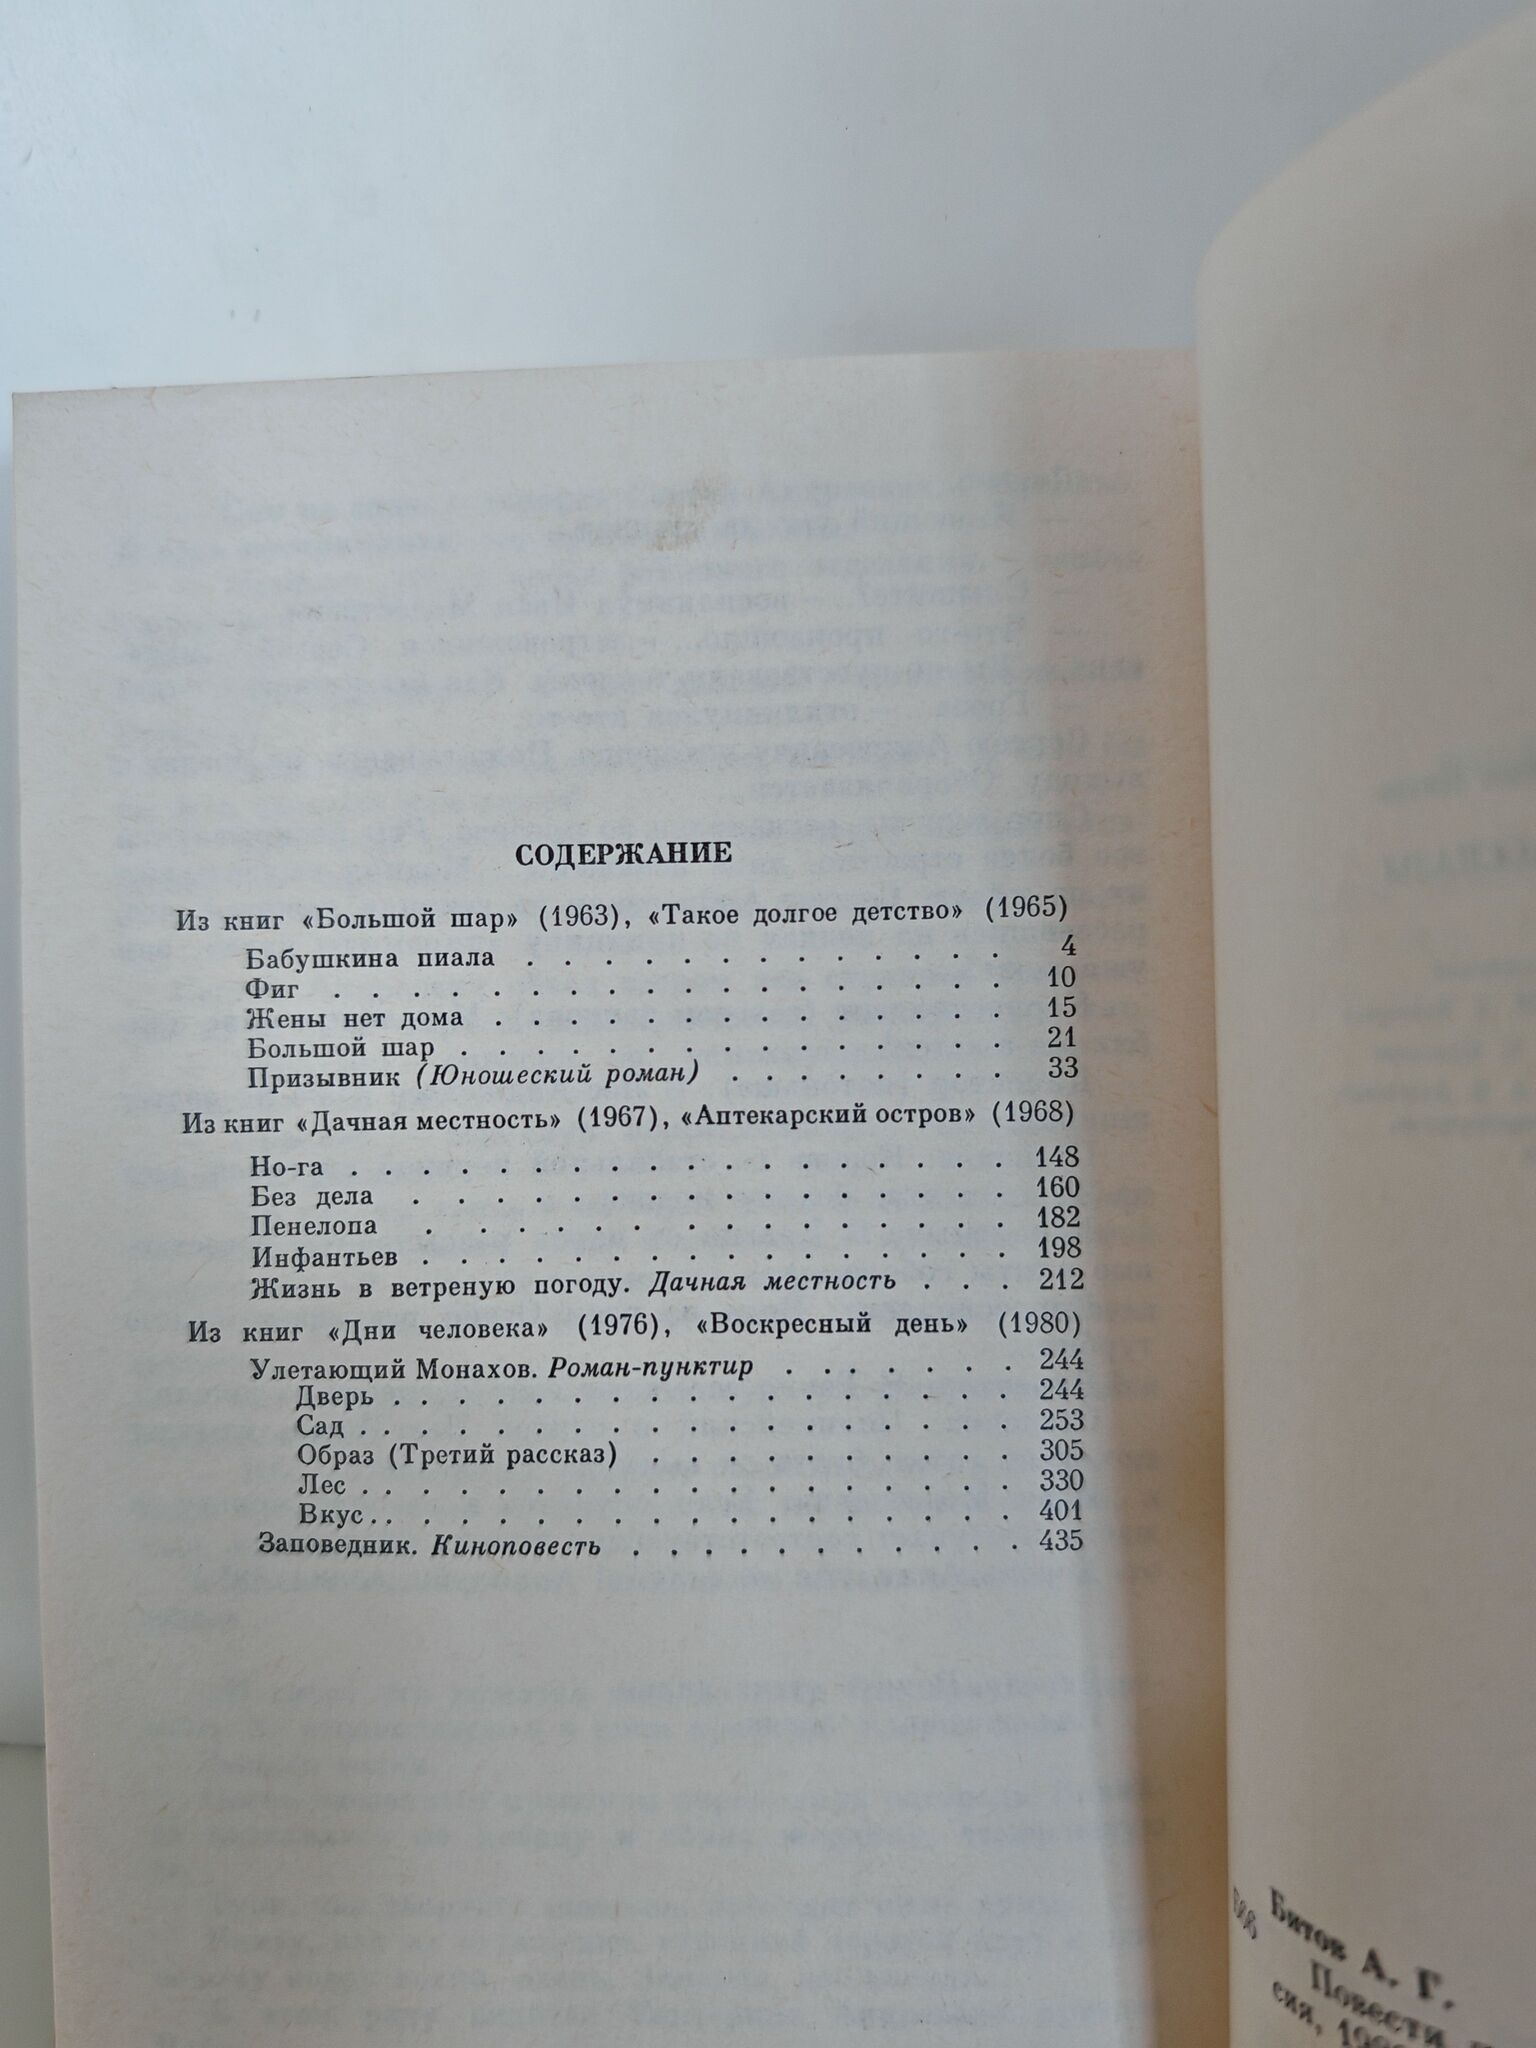 СОДЕРЖАНИЕ
Из книг «Большой шар» (1963), «Такое долгое детство» (1965)
Бабушкина пиала . . . . . . . . . . . . . 4
Фиг . . . . . . . . . . . . . . . . . . 10
Жены нет дома . . . . . . . . . . . . . . 15
Большой шар . . . . . . . . . . . . . . . 21
Призывник (Юношеский роман) . . . . . . . . 33
Из книг «Дачная местность» (1967), «Аптекарский остров» (1968)
Но-га . . . . . . . . . . . . . . . . . . 148
Без дела . . . . . . . . . . . . . . . . 160
Пенелопа . . . . . . . . . . . . . . . . 182
Инфантьев . . . . . . . . . . . . . . . . 198
Жизнь в ветреную погоду. Дачная местность . . . 212
Из книг «Дни человека» (1976), «Воскресный день» (1980)
Улетающий Монахов. Роман-пунктир . . . . . . . 244
Дверь . . . . . . . . . . . . . . . . . 244
Сад . . . . . . . . . . . . . . . . . . 253
Образ (Третий рассказ) . . . . . . . . . . 305
Лес . . . . . . . . . . . . . . . . . . 330
Вкус . . . . . . . . . . . . . . . . . . 401
Заповедник. Киноповесть . . . . . . . . . . . 435
Битов А. Г.
Повести
сия,